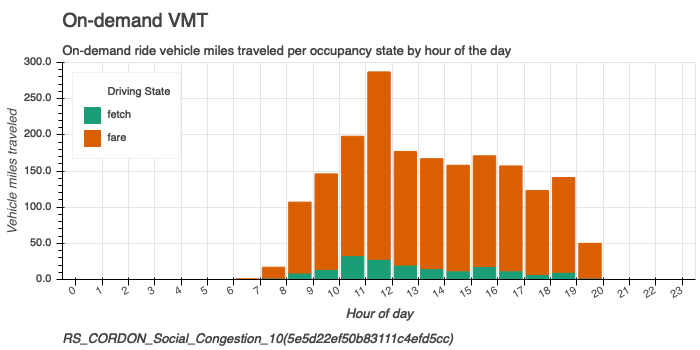 On-demand VMT
On-demand ride vehicle miles traveled per occupancy state by hour of the day
300.0
250.0
200.0
150.0
100.0
50.0
0.0
Vehicle miles traveled
Driving State
fetch
fare
0 1 2 3 4 5 6 7 8 9 10 11 12 13 14 15 16 17 18 19 20 21 22 23
Hour of day
RS_CORDON_Social_Congestion_10(5e5d22ef50b83111c4efd5cc)